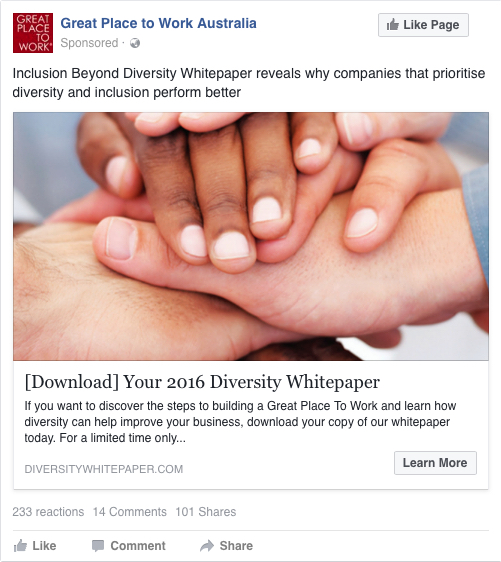 GREAT
PLACE
TO
WORK®
Great Place to Work Australia
Sponsored ·
Like Page
Inclusion Beyond Diversity Whitepaper reveals why companies that prioritise
diversity and inclusion perform better
[Download] Your 2016 Diversity Whitepaper
If you want to discover the steps to building a Great Place To Work and learn how
diversity can help improve your business, download your copy of our whitepaper
today. For a limited time only...
DIVERSITYWHITEPAPER.COM
Learn More
233 reactions 14 Comments 101 Shares
Like Comment Share